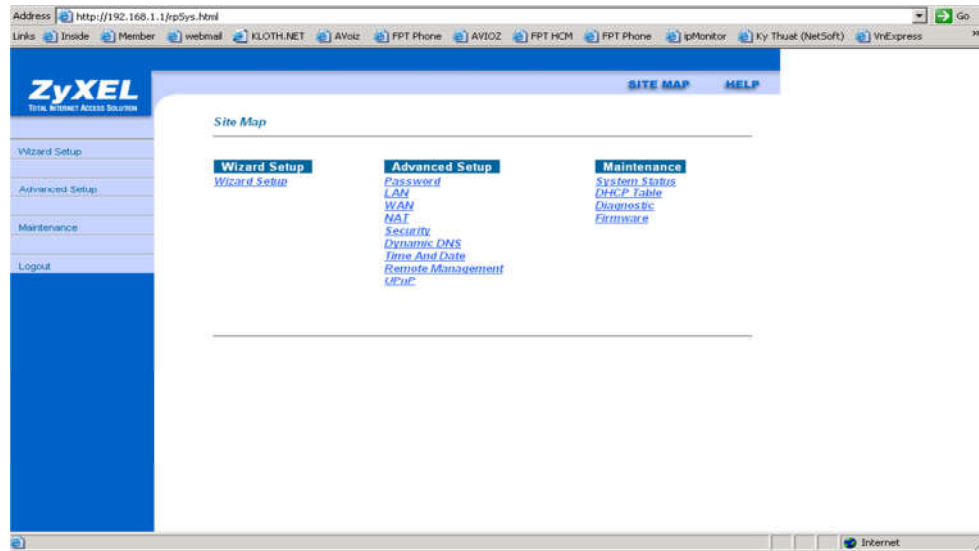 Address http://192.168.1.1/rpSys.html Go
Links Inside Member webmail KLOTH.NET AVoiz FPT Phone AVIOZ FPT HCM FPT Phone ipMonitor Ky Thuat (NetSoft) VnExpress »
ZyXEL
TOTAL INTERNET ACCESS SOLUTION
SITE MAP HELP
Site Map
Wizard Setup
Advanced Setup
Maintenance
Logout
Wizard Setup
Wizard Setup
Advanced Setup
Password
LAN
WAN
NAT
Security
Dynamic DNS
Time And Date
Remote Management
UPnP
Maintenance
System Status
DHCP Table
Diagnostic
Firmware
Internet